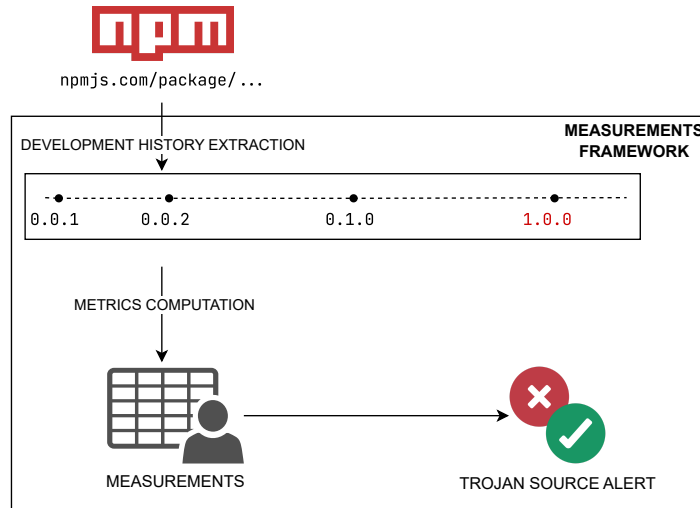 npm
npmjs.com/package/...
DEVELOPMENT HISTORY EXTRACTION
MEASUREMENTS
FRAMEWORK
0.0.1 0.0.2 0.1.0 1.0.0
METRICS COMPUTATION
MEASUREMENTS
TROJAN SOURCE ALERT